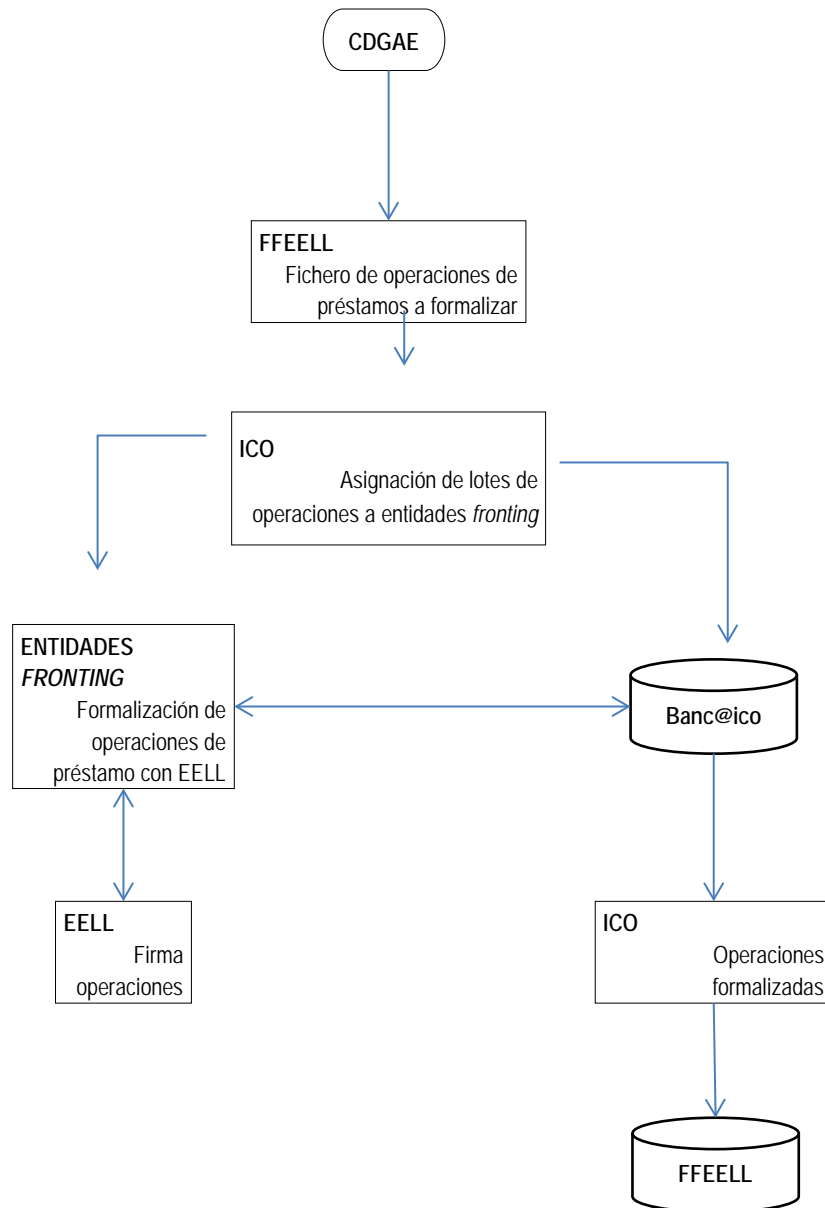 CDGAE
FFEELL
Fichero de operaciones de
préstamos a formalizar
ICO
Asignación de lotes de
operaciones a entidades fronting
ENTIDADES
FRONTING
Formalización de
operaciones de
préstamo con EELL
Banc@ico
EELL
Firma
operaciones
ICO
Operaciones
formalizadas
FFEELL